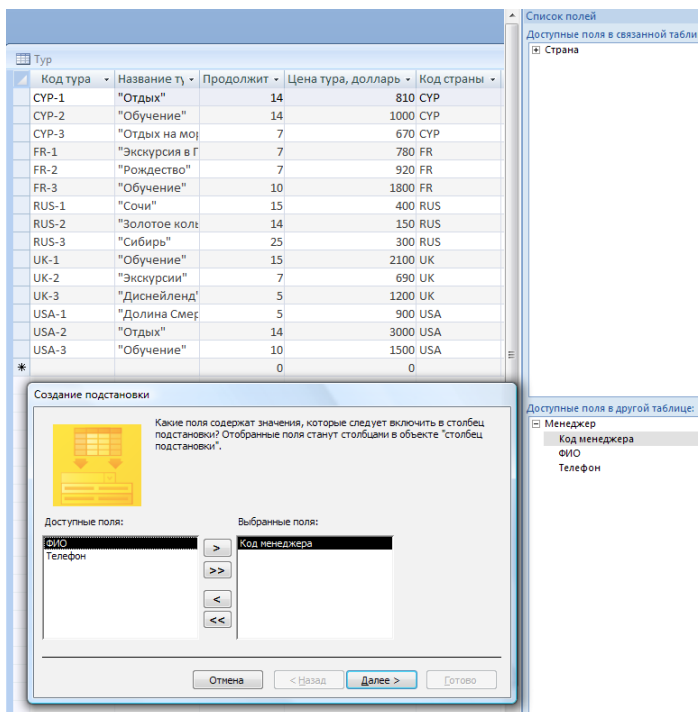 Список полей
Доступные поля в связанной табли
Страна
Тур
Код тура Название ту Продолжит Цена тура, долларь Код страны
CYP-1 "Отдых" 14 810 CYP
CYP-2 "Обучение" 14 1000 CYP
CYP-3 "Отдых на мор 7 670 CYP
FR-1 "Экскурсия в П 7 780 FR
FR-2 "Рождество" 7 920 FR
FR-3 "Обучение" 10 1800 FR
RUS-1 "Сочи" 15 400 RUS
RUS-2 "Золотое коль 14 150 RUS
RUS-3 "Сибирь" 25 300 RUS
UK-1 "Обучение" 15 2100 UK
UK-2 "Экскурсии" 7 690 UK
UK-3 "Диснейленд" 5 1200 UK
USA-1 "Долина Смер 5 900 USA
USA-2 "Отдых" 14 3000 USA
USA-3 "Обучение" 10 1500 USA
* 0 0
Создание подстановки
Какие поля содержат значения, которые следует включить в столбец
подстановки? Отобранные поля станут столбцами в объекте "столбец
подстановки".
Доступные поля: Выбранные поля:
ФИО
Телефон
Код менеджера
>
>>
<
<<
Отмена < Назад Далее > Готово
Доступные поля в другой таблице:
Менеджер
Код менеджера
ФИО
Телефон